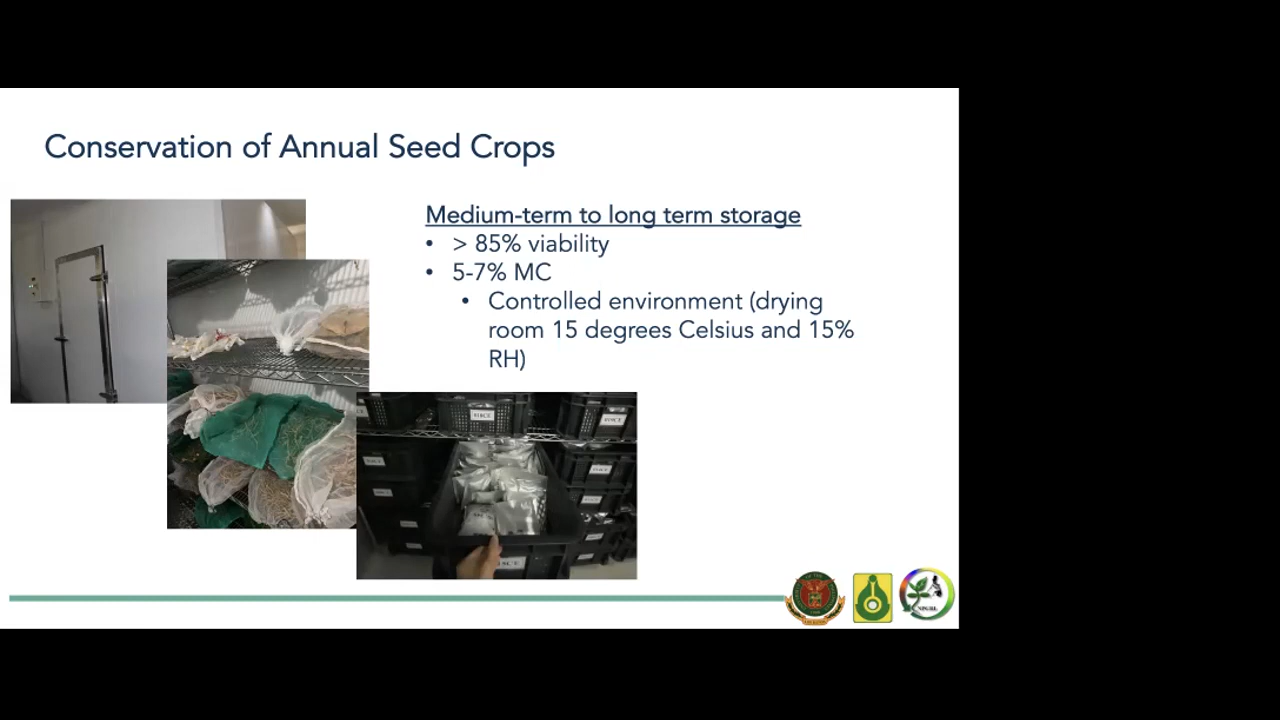 Conservation of Annual Seed Crops
Medium-term to long term storage
• > 85% viability
• 5-7% MC
• Controlled environment (drying
room 15 degrees Celsius and 15%
RH)